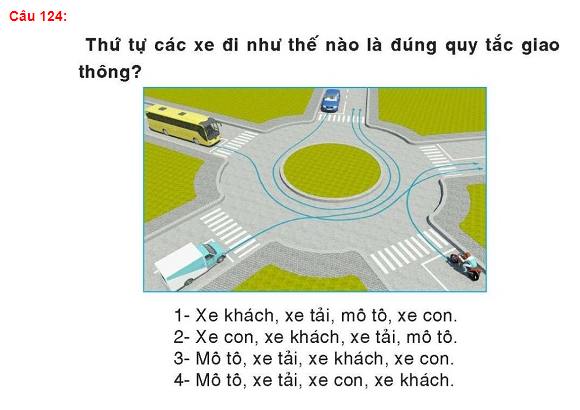 Câu 124:
Thứ tự các xe đi như thế nào là đúng quy tắc giao
thông?
1- Xe khách, xe tải, mô tô, xe con.
2- Xe con, xe khách, xe tải, mô tô.
3- Mô tô, xe tải, xe khách, xe con.
4- Mô tô, xe tải, xe con, xe khách.